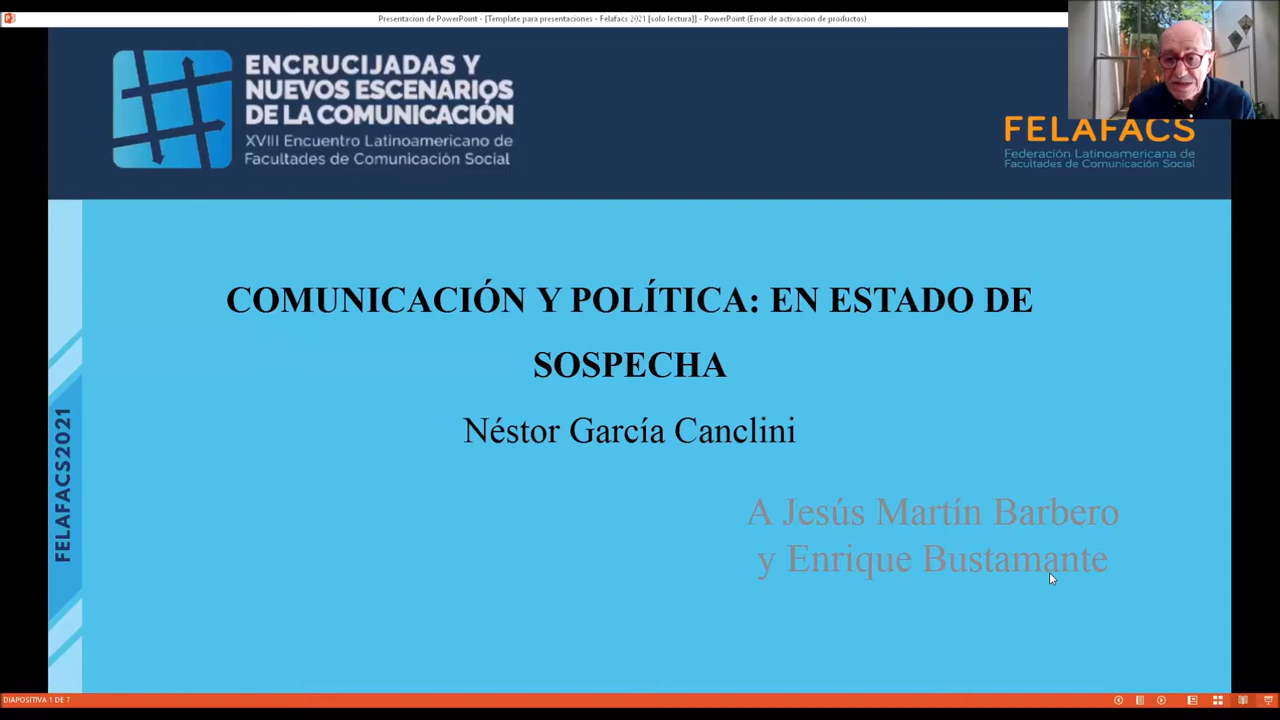 Presentacion de PowerPoint - [Template para presentaciones - Felafacs 2021 [solo lectura]] - PowerPoint (Error de activacion de productos)
ENCRUCIJADAS Y
NUEVOS ESCENARIOS
DE LA COMUNICACIÓN
XVIII Encuentro Latinoamericano de
Facultades de Comunicación Social
FELAFACS
Federación Latinoamericana de
Facultades de Comunicación Social
COMUNICACIÓN Y POLÍTICA: EN ESTADO DE
SOSPECHA
Néstor García Canclini
A Jesús Martín Barbero
y Enrique Bustamante
FELAFACS2021
DIAPOSITIVA 1 DE 7